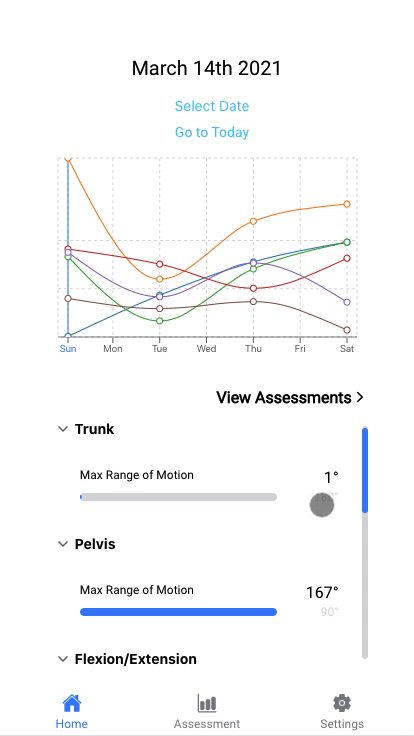 March 14th 2021
Select Date
Go to Today
Sun Mon Tue Wed Thu Fri Sat
View Assessments
Trunk
Max Range of Motion 1°
Pelvis
Max Range of Motion 167°
90°
Flexion/Extension
Home Assessment Settings